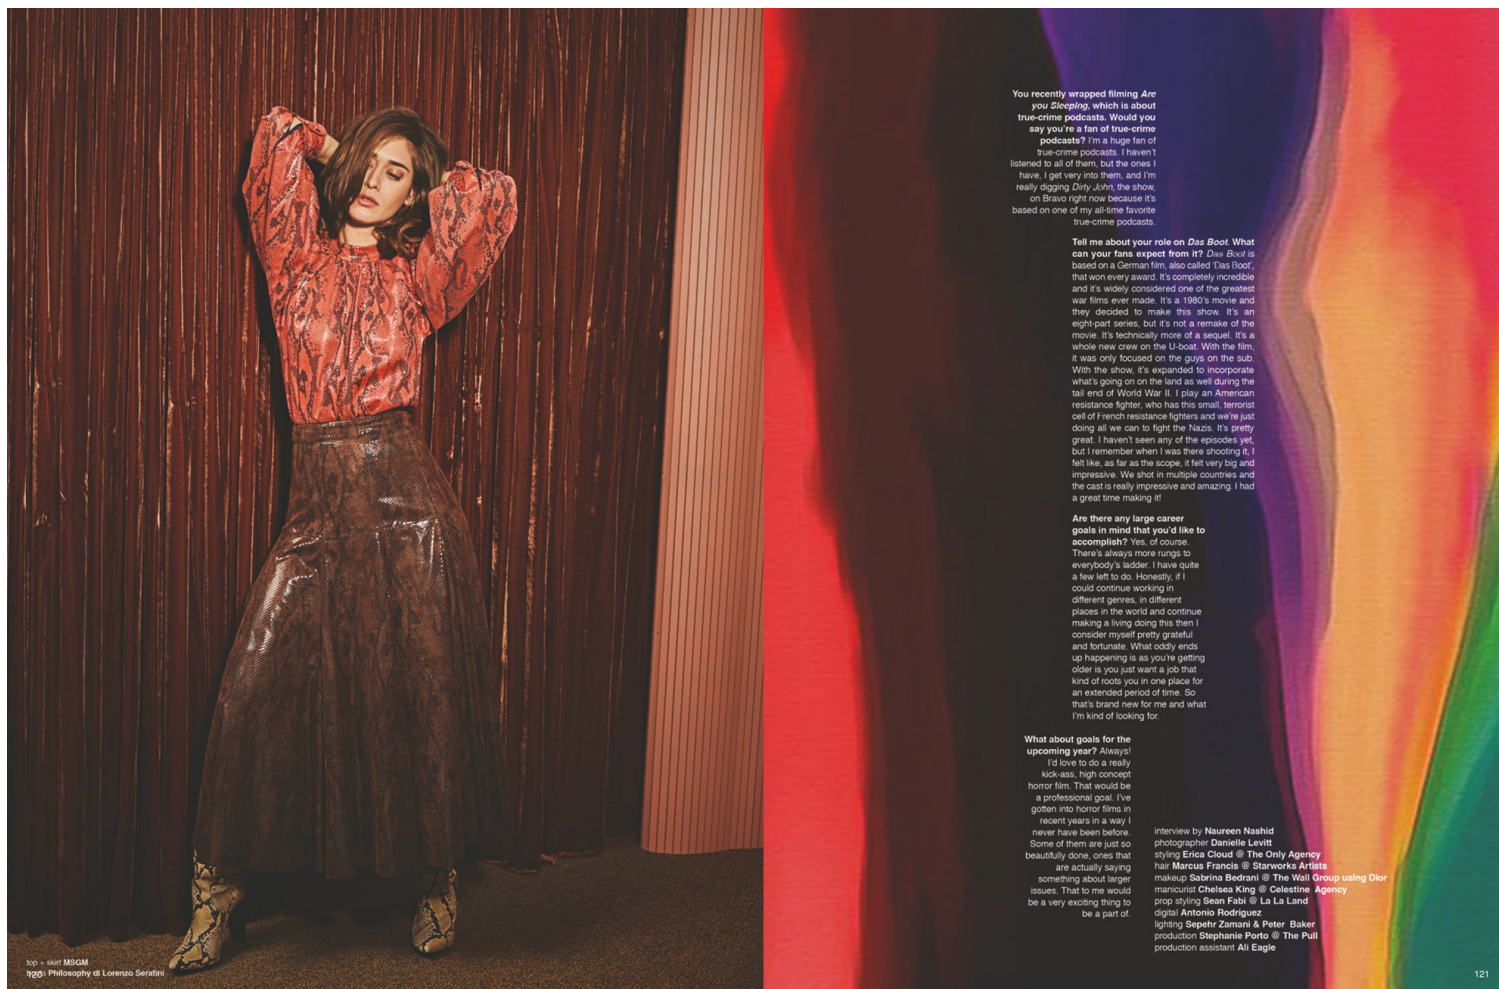 top + skirt MSGM
Philosophy di Lorenzo Serafini
120
You recently wrapped filming Are
you Sleeping, which is about
true-crime podcasts. Would you
say you're a fan of true-crime
podcasts? I'm a huge fan of
true-crime podcasts. I haven't
listened to all of them, but the ones I
have, I get very into them, and I'm
really digging Dirty John, the show,
on Bravo right now because it's
based on one of my all-time favorite
true-crime podcasts.
Tell me about your role on Das Boot. What
can your fans expect from it? Das Boot is
based on a German film, also called 'Das Boot',
that won every award. It's completely incredible
and it's widely considered one of the greatest
war films ever made. It's a 1980's movie and
they decided to make this show. It's an
eight-part series, but it's not a remake of the
movie. It's technically more of a sequel. It's a
whole new crew on the U-boat. With the film,
it was only focused on the guys on the sub.
With the show, it's expanded to incorporate
what's going on on the land as well during the
tail end of World War II. I play an American
resistance fighter, who has this small, terrorist
cell of French resistance fighters and we're just
doing all we can to fight the Nazis. It's pretty
great. I haven't seen any of the episodes yet,
but I remember when I was there shooting it, I
felt like, as far as the scope, it felt very big and
impressive. We shot in multiple countries and
the cast is really impressive and amazing. I had
a great time making it!
Are there any large career
goals in mind that you'd like to
accomplish? Yes, of course.
There's always more rungs to
everybody's ladder. I have quite
a few left to do. Honestly, if I
could continue working in
different genres, in different
places in the world and continue
making a living doing this then I
consider myself pretty grateful
and fortunate. What oddly ends
up happening is as you're getting
older is you just want a job that
kind of roots you in one place for
an extended period of time. So
that's brand new for me and what
I'm kind of looking for.
What about goals for the
upcoming year? Always!
I'd love to do a really
kick-ass, high concept
horror film. That would be
a professional goal. I've
gotten into horror films in
recent years in a way I
never have been before.
Some of them are just so
beautifully done, ones that
are actually saying
something about larger
issues. That to me would
be a very exciting thing to
be a part of.
interview by Naureen Nashid
photographer Danielle Levitt
styling Erica Cloud @ The Only Agency
hair Marcus Francis @ Starworks Artists
makeup Sabrina Bedrani @ The Wall Group using Dior
manicurist Chelsea King @ Celestine Agency
prop styling Sean Fabi @ La La Land
digital Antonio Rodriguez
lighting Sepehr Zamani & Peter Baker
production Stephanie Porto @ The Pull
production assistant Ali Eagle
121